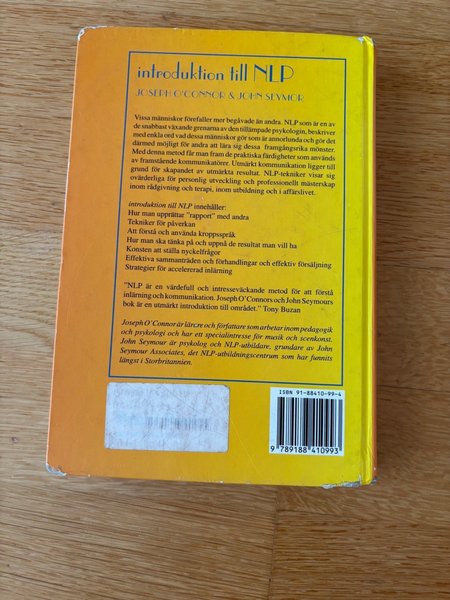 introduktion till NLP
JOSEPH O'CONNOR & JOHN SEYMOR
Vissa människor förefaller mer begåvade än andra. NLP som är en av
de snabbast växande grenarna av den tillämpade psykologin, beskriver
med enkla ord vad dessa människor gör som är annorlunda och gör det
därmed möjligt för andra att lära sig dessa framgångsrika mönster.
Med denna metod får man fram de praktiska färdigheter som används
av framstående kommunikatörer. Utmärkt kommunikation ligger till
grund för skapandet av utmärkta resultat. NLP-tekniker visar sig
ovärderliga för personlig utveckling och professionellt mästerskap
inom rådgivning och terapi, inom utbildning och i affärslivet.
introduktion till NLP innehåller:
Hur man upprättar "rapport" med andra
Tekniker för påverkan
Att förstå och använda kroppsspråk
Hur man ska tänka på och uppnå de resultat man vill ha
Konsten att ställa nyckelfrågor
Effektiva sammanträden och förhandlingar och effektiv försäljning
Strategier för accelererad inlärning
"NLP är en värdefull och intresseväckande metod för att förstå
inlärning och kommunikation. Joseph O'Connors och John Seymours
bok är en utmärkt introduktion till området." Tony Buzan
Joseph O'Connor är lärcre och författare som arbetar inom pedagogik
och psykologi och har ett specialintresse för musik och scenkonst.
John Seymour är psykolog och NLP-utbildare, grundare av John
Seymour Associates, det NLP-utbildningscentrum som har funnits
längst i Storbritannien.
ISBN 91-88410-99-4
9 789188 410993